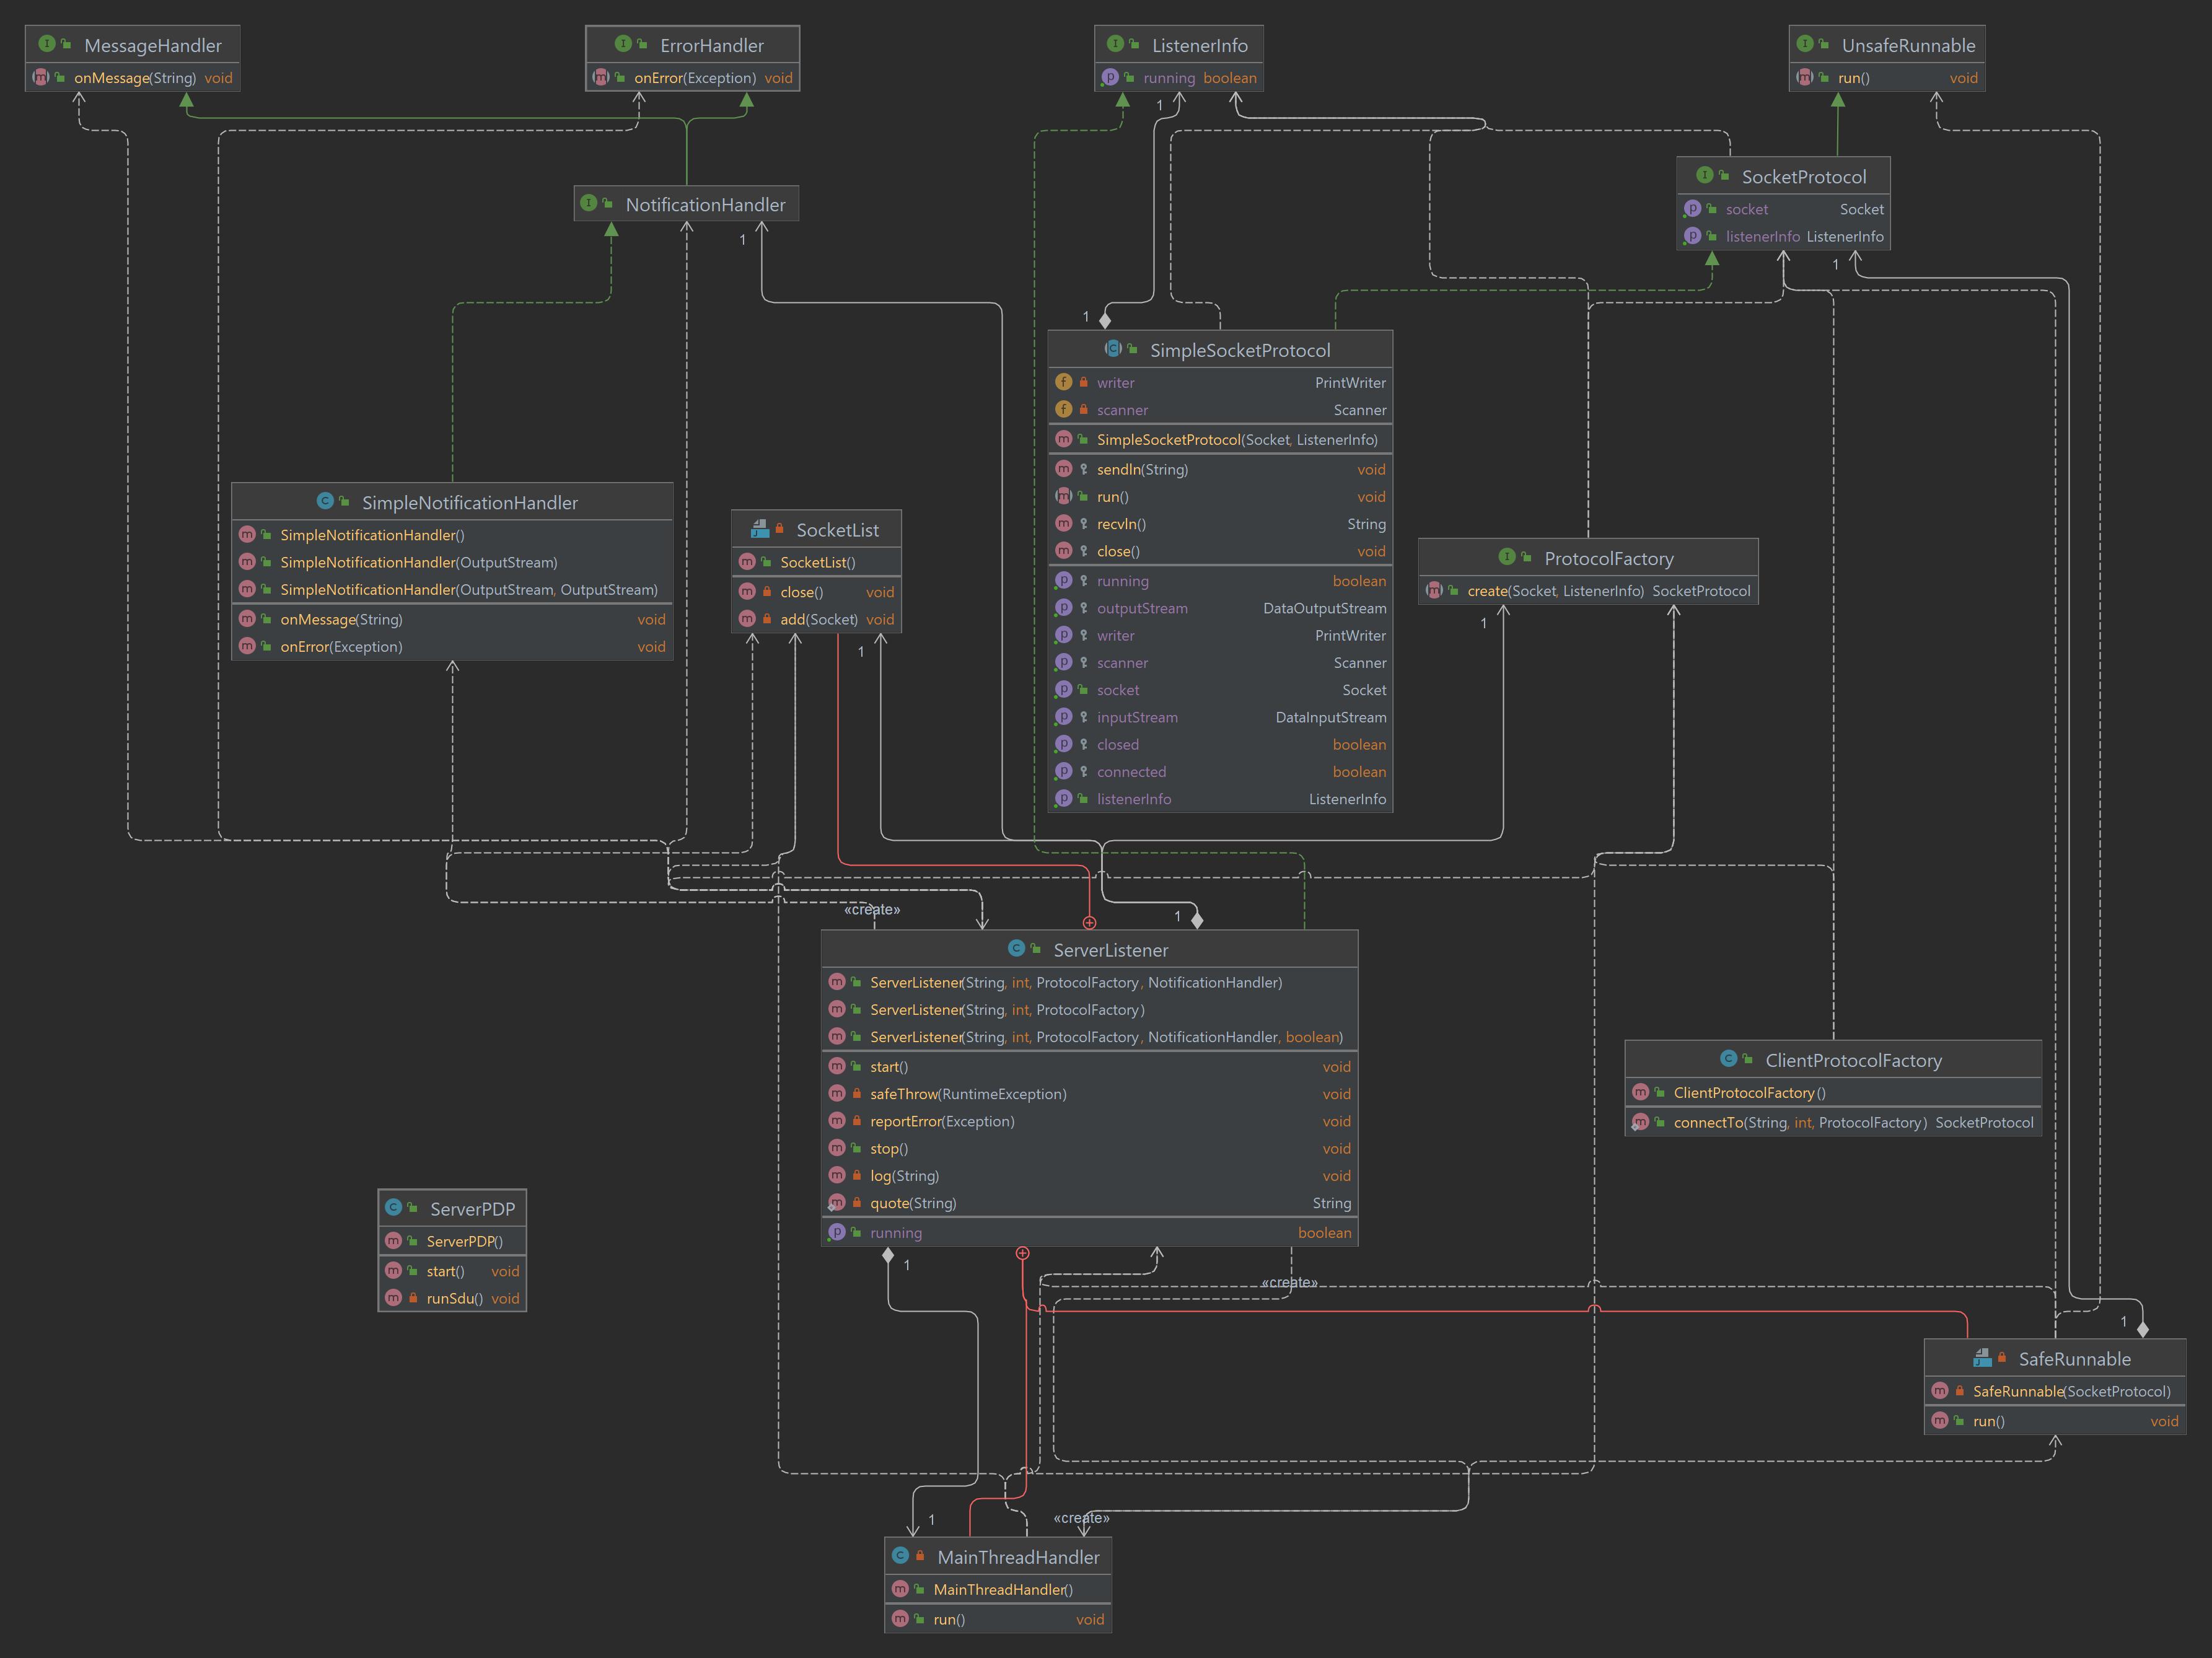 MessageHandler
onMessage(String) void
ErrorHandler
onError(Exception) void
ListenerInfo
running boolean
UnsafeRunnable
run() void
1
SocketProtocol
socket Socket
listenerInfo ListenerInfo
NotificationHandler
1
1
1
SimpleSocketProtocol
writer PrintWriter
scanner Scanner
SimpleSocketProtocol(Socket, ListenerInfo)
sendln(String) void
run() void
recvln() String
close() void
running boolean
outputStream DataOutputStream
writer PrintWriter
scanner Scanner
socket Socket
inputStream DataInputStream
closed boolean
connected boolean
listenerInfo ListenerInfo
SimpleNotificationHandler
SimpleNotificationHandler()
SimpleNotificationHandler(OutputStream)
SimpleNotificationHandler(OutputStream, OutputStream)
onMessage(String) void
onError(Exception) void
SocketList
SocketList()
close() void
add(Socket) void
1
ProtocolFactory
create(Socket, ListenerInfo) SocketProtocol
1
«create»
1
ServerListener
ServerListener(String, int, ProtocolFactory, NotificationHandler)
ServerListener(String, int, ProtocolFactory)
ServerListener(String, int, ProtocolFactory, NotificationHandler, boolean)
start() void
safeThrow(RuntimeException) void
reportError(Exception) void
stop() void
log(String) void
quote(String) String
running boolean
ClientProtocolFactory
ClientProtocolFactory()
connectTo(String, int, ProtocolFactory) SocketProtocol
ServerPDP
ServerPDP()
start() void
runSdu() void
1
«create»
1
SafeRunnable
SafeRunnable(SocketProtocol)
run() void
1
«create»
MainThreadHandler
MainThreadHandler()
run() void